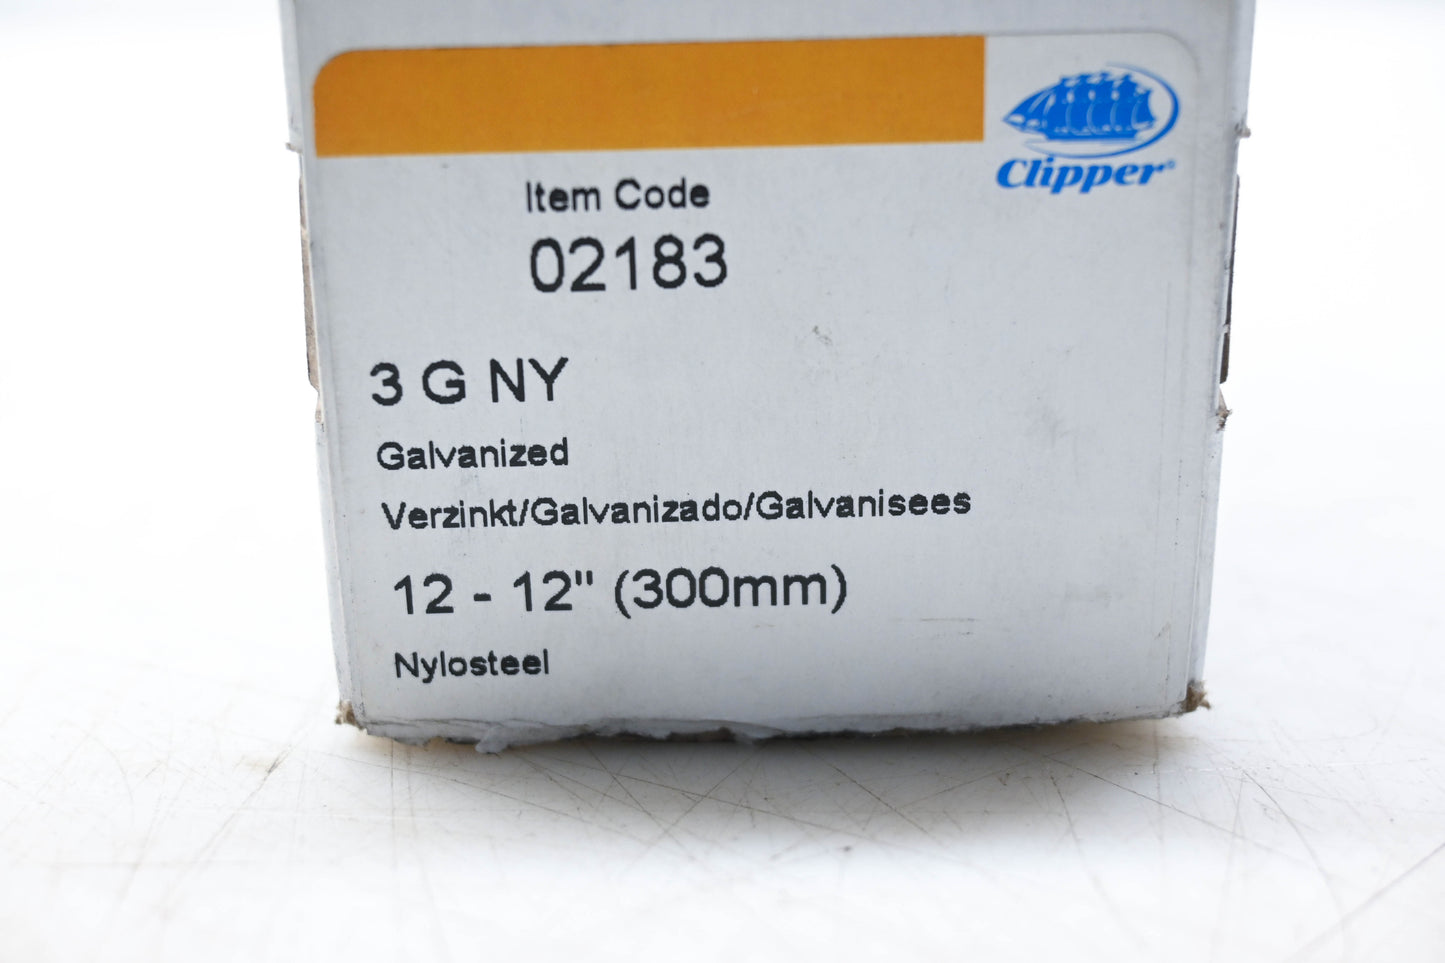 Clipper®
Item Code
02183
3 G NY
Galvanized
Verzinkt/Galvanizado/Galvanisees
12 - 12" (300mm)
Nylosteel